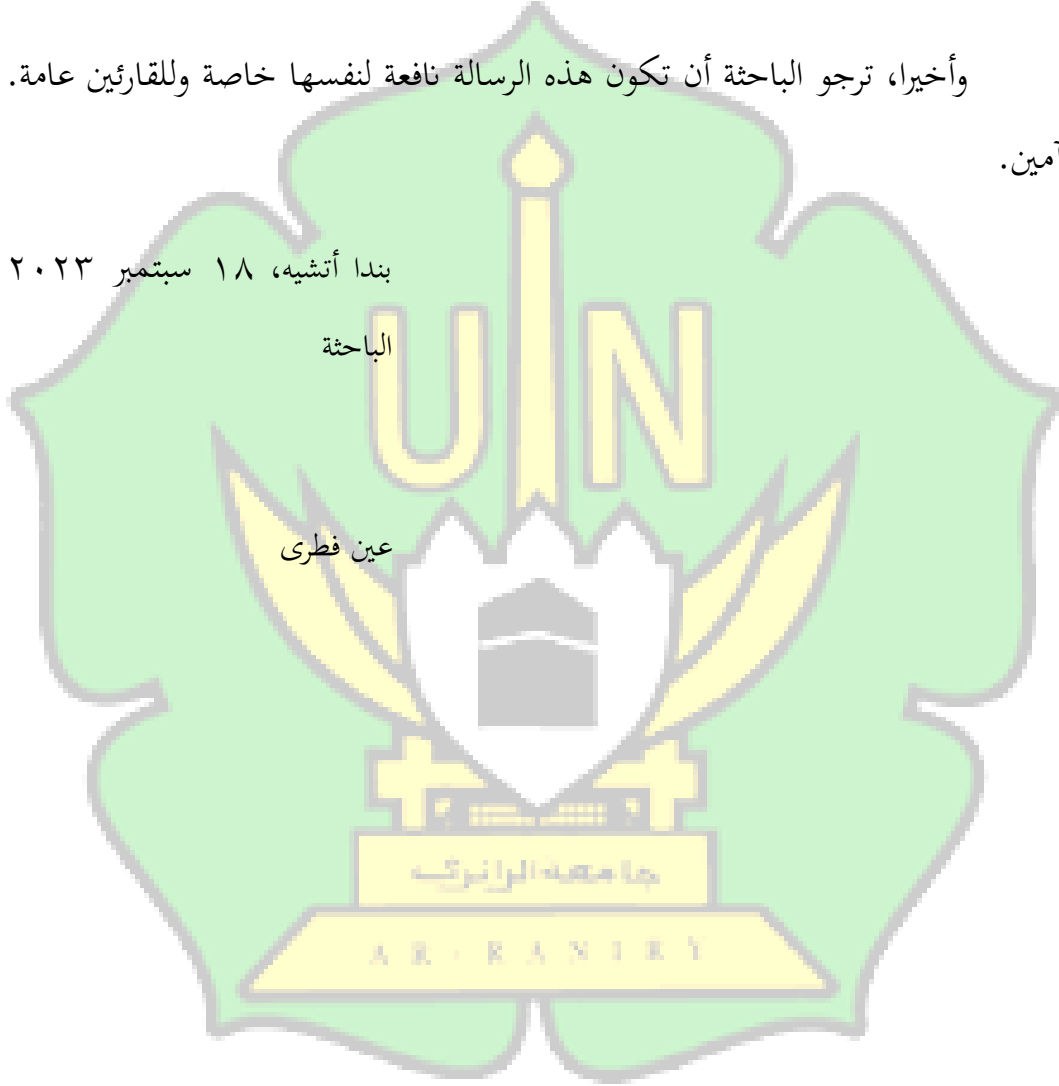 وأخيرا، ترجو الباحثة أن تكون هذه الرسالة نافعة لنفسها خاصة وللقارئين عامة.
آمين.
بندا أتشيه، ١٨ سبتمبر ٢٠٢٣
الباحثة
UIN
عين فطرى
جامعة الرانري
AR-RANIRY